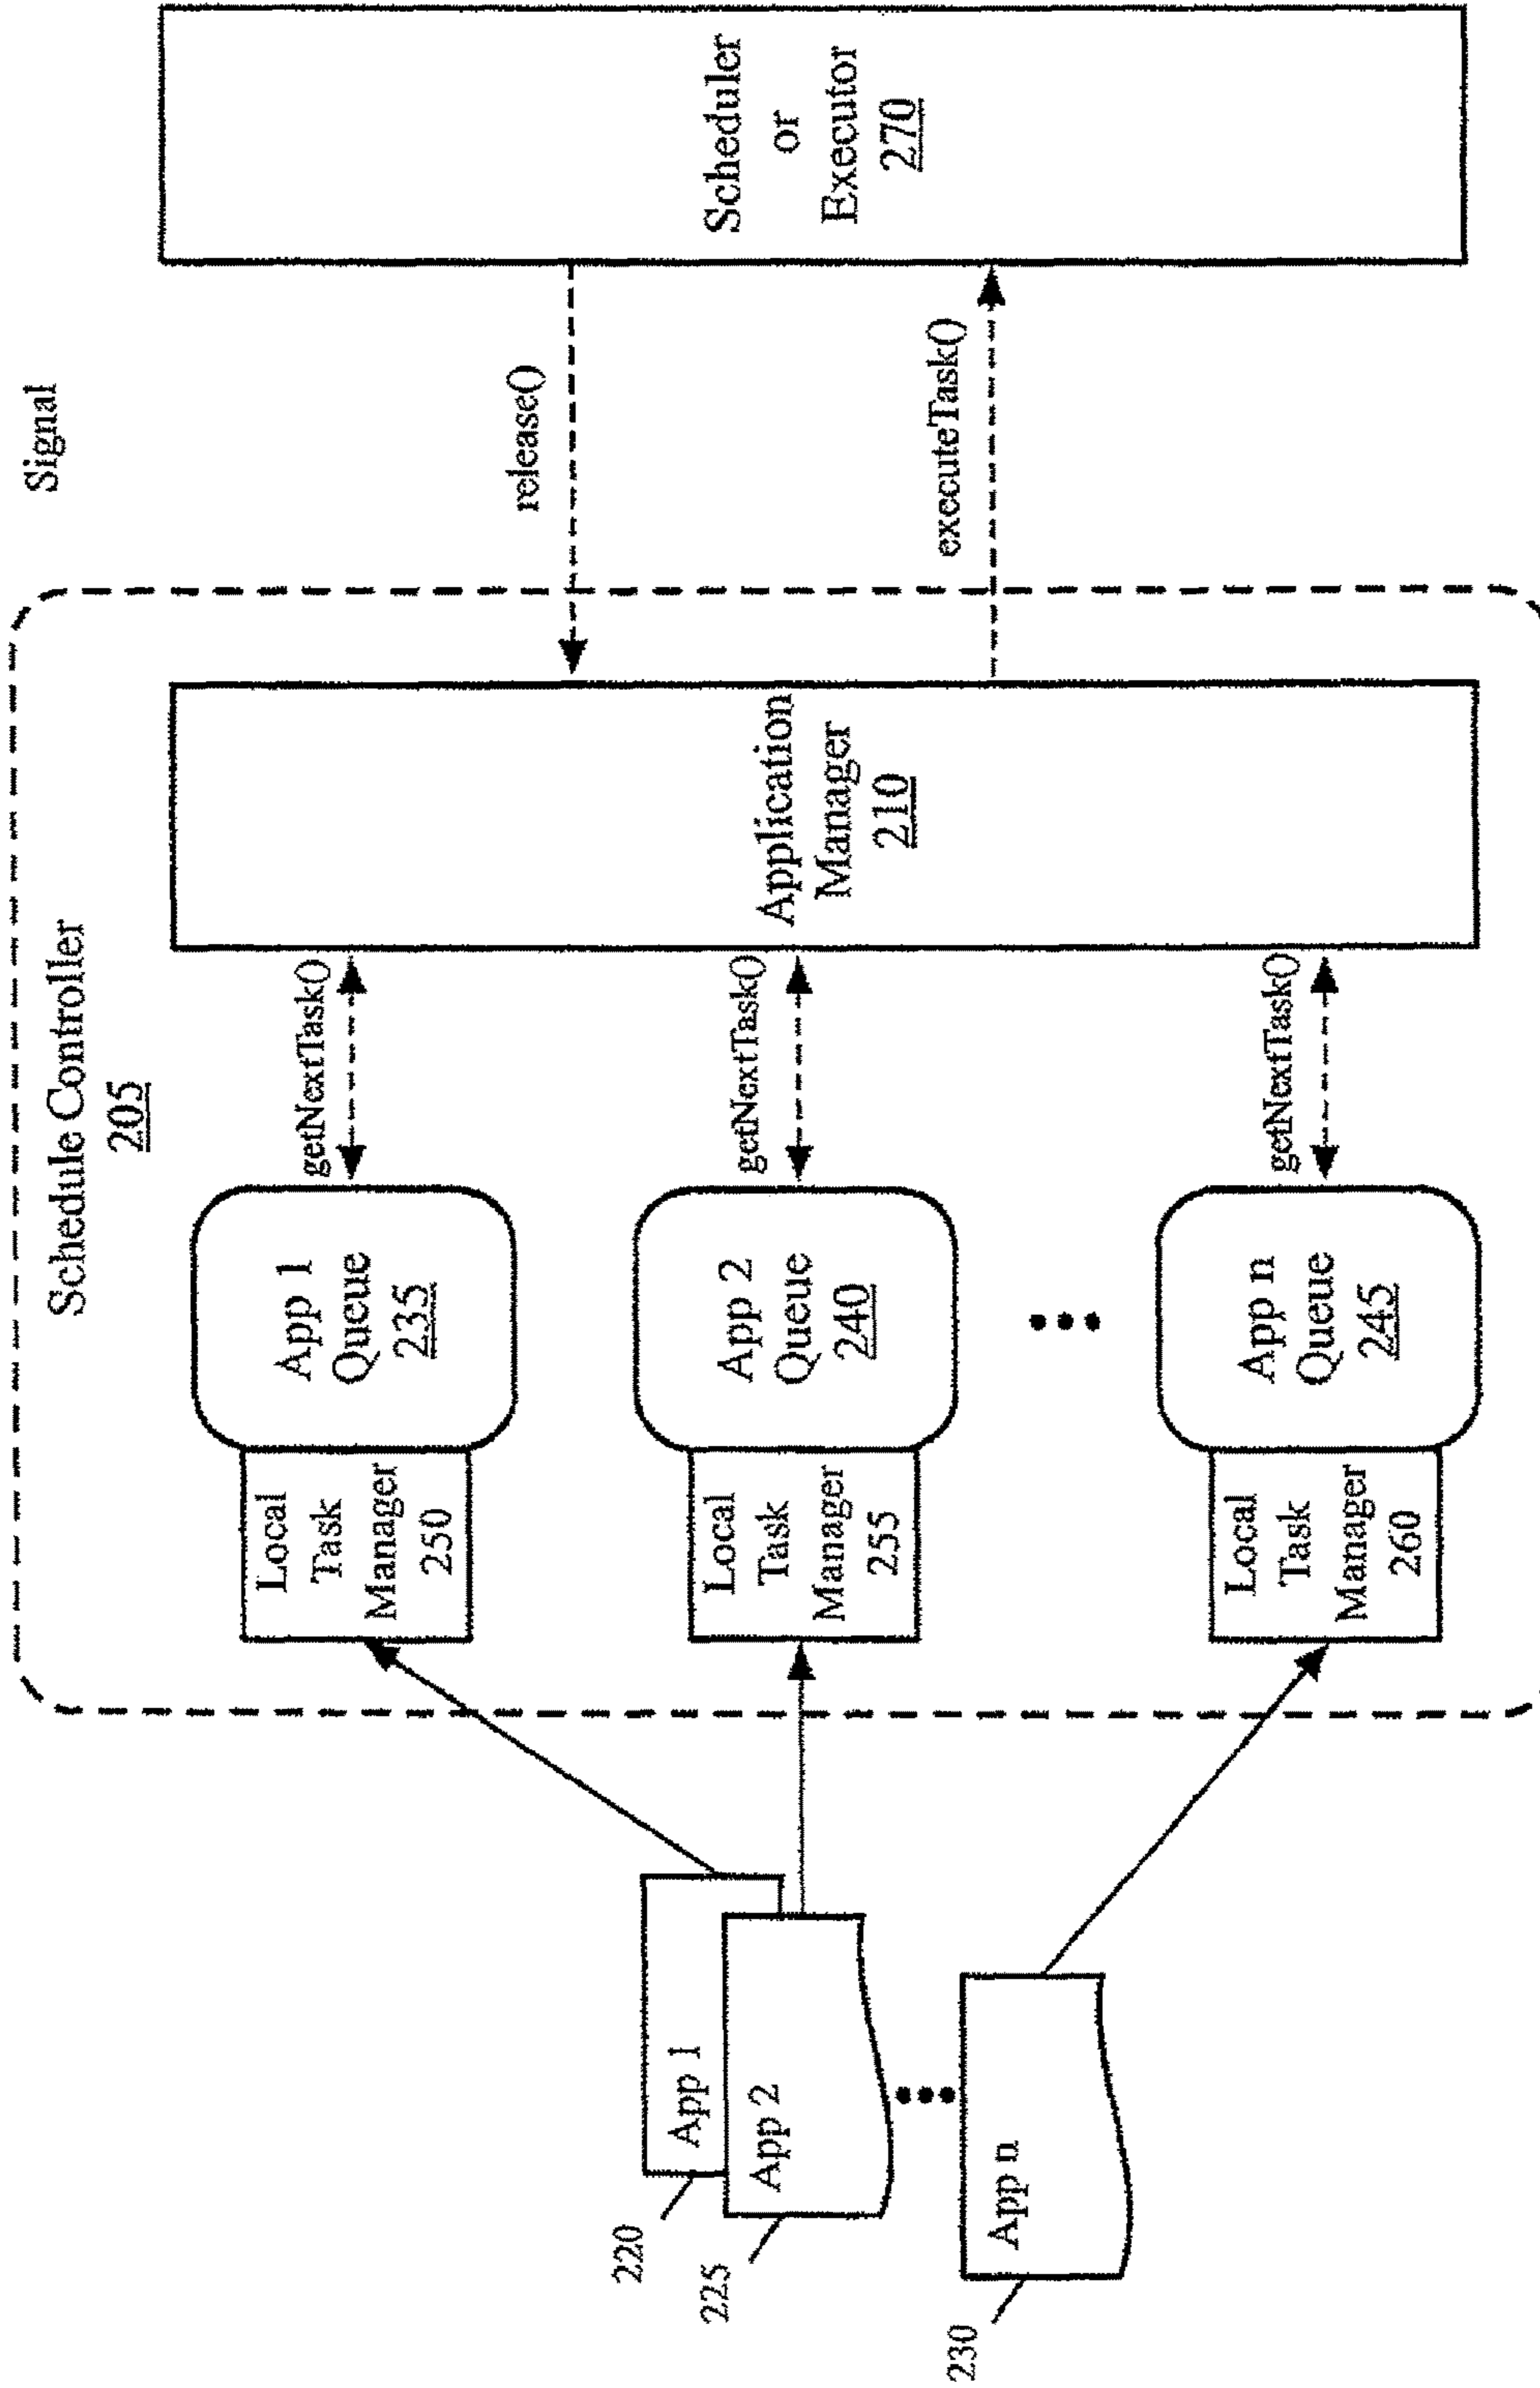 Schedule Controller
205
Signal
App 1
220
App 2
225
App n
230
Local
Task
Manager
250
App 1
Queue
235
getNextTask()
Local
Task
Manager
255
App 2
Queue
240
getNextTask()
Local
Task
Manager
260
App n
Queue
245
getNextTask()
Application
Manager
210
release()
executeTask()
Scheduler
or
Executor
270